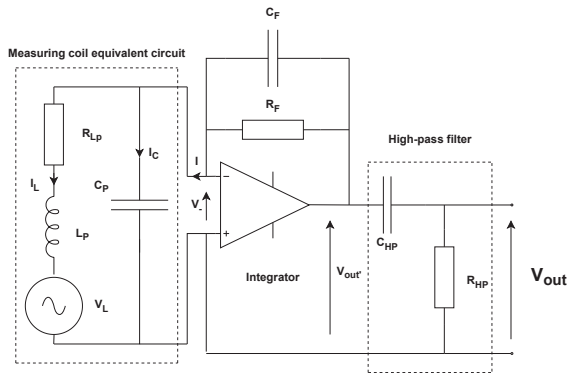 C_F
Measuring coil equivalent circuit
R_F
R_Lp
High-pass filter
I_C
I
I_L
C_P
−
V_-
L_P
+
C_HP
Integrator
V_out'
R_HP
V_out
V_L